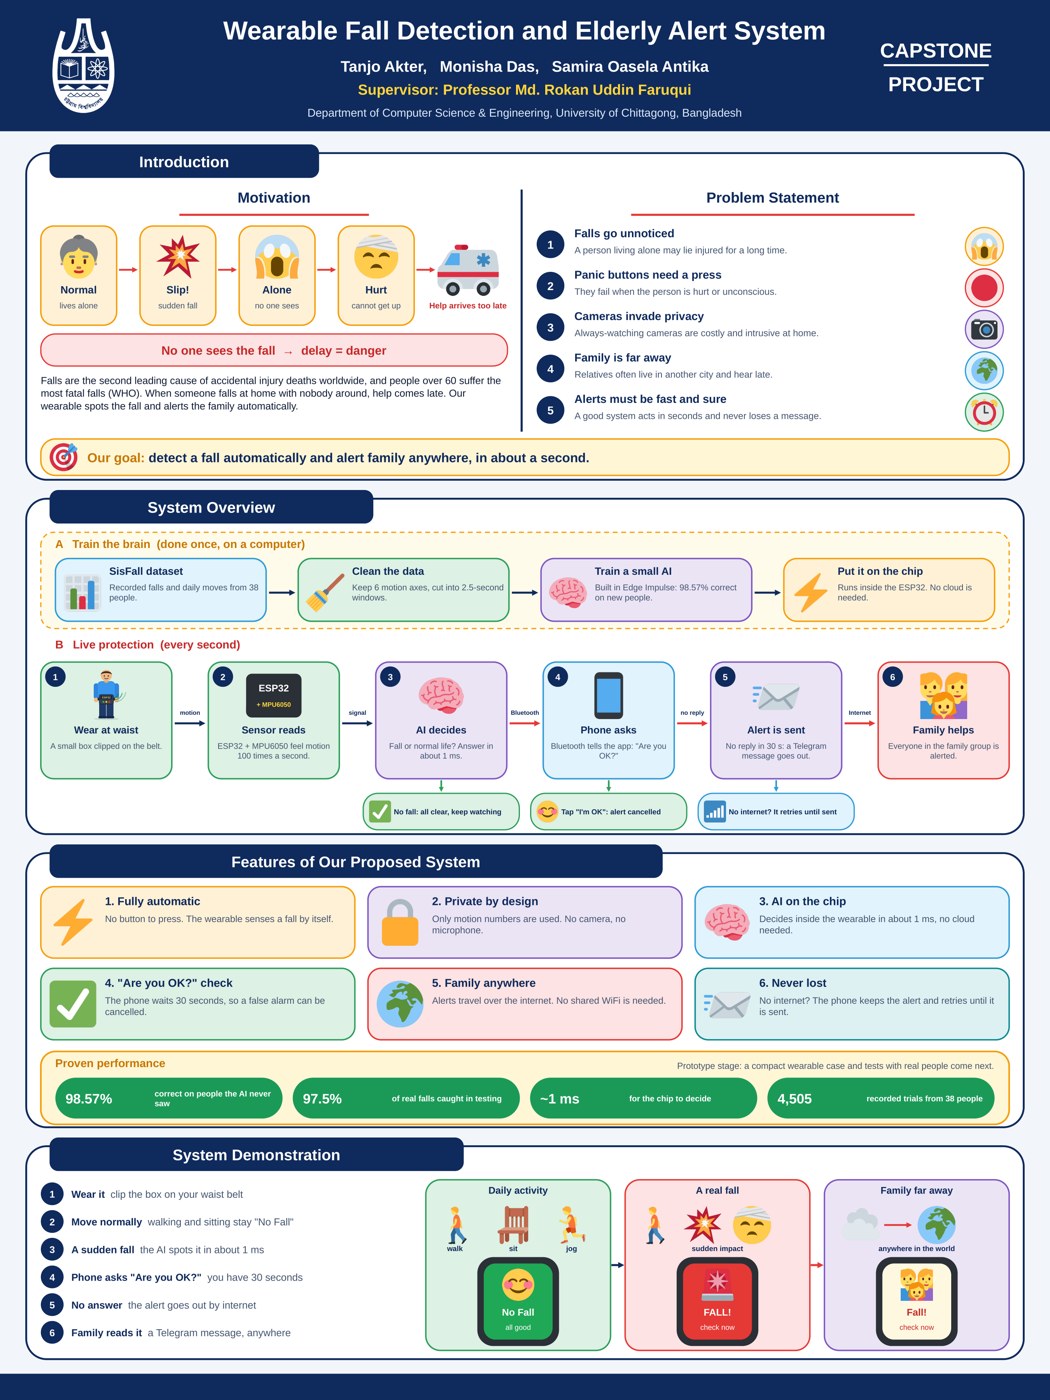 Wearable Fall Detection and Elderly Alert System
Tanjo Akter, Monisha Das, Samira Oasela Antika
Supervisor: Professor Md. Rokan Uddin Faruqui
Department of Computer Science & Engineering, University of Chittagong, Bangladesh
CAPSTONE
PROJECT
Introduction
Motivation
Normal
lives alone
Slip!
sudden fall
Alone
no one sees
Hurt
cannot get up
Help arrives too late
No one sees the fall → delay = danger
Falls are the second leading cause of accidental injury deaths worldwide, and people over 60 suffer the
most fatal falls (WHO). When someone falls at home with nobody around, help comes late. Our
wearable spots the fall and alerts the family automatically.
Problem Statement
1
Falls go unnoticed
A person living alone may lie injured for a long time.
2
Panic buttons need a press
They fail when the person is hurt or unconscious.
3
Cameras invade privacy
Always-watching cameras are costly and intrusive at home.
4
Family is far away
Relatives often live in another city and hear late.
5
Alerts must be fast and sure
A good system acts in seconds and never loses a message.
Our goal: detect a fall automatically and alert family anywhere, in about a second.
System Overview
A Train the brain (done once, on a computer)
SisFall dataset
Recorded falls and daily moves from 38
people.
Clean the data
Keep 6 motion axes, cut into 2.5-second
windows.
Train a small AI
Built in Edge Impulse: 98.57% correct
on new people.
Put it on the chip
Runs inside the ESP32. No cloud is
needed.
B Live protection (every second)
1
Wear at waist
A small box clipped on the belt.
motion
2
ESP32
+ MPU6050
Sensor reads
ESP32 + MPU6050 feel motion
100 times a second.
signal
3
AI decides
Fall or normal life? Answer in
about 1 ms.
Bluetooth
4
Phone asks
Bluetooth tells the app: "Are you
OK?"
no reply
5
Alert is sent
No reply in 30 s: a Telegram
message goes out.
Internet
6
Family helps
Everyone in the family group is
alerted.
No fall: all clear, keep watching
Tap "I'm OK": alert cancelled
No internet? It retries until sent
Features of Our Proposed System
1. Fully automatic
No button to press. The wearable senses a fall by itself.
2. Private by design
Only motion numbers are used. No camera, no
microphone.
3. AI on the chip
Decides inside the wearable in about 1 ms, no cloud
needed.
4. "Are you OK?" check
The phone waits 30 seconds, so a false alarm can be
cancelled.
5. Family anywhere
Alerts travel over the internet. No shared WiFi is needed.
6. Never lost
No internet? The phone keeps the alert and retries until it
is sent.
Proven performance
Prototype stage: a compact wearable case and tests with real people come next.
98.57%
correct on people the AI never
saw
97.5%
of real falls caught in testing
~1 ms
for the chip to decide
4,505
recorded trials from 38 people
System Demonstration
1 Wear it clip the box on your waist belt
2 Move normally walking and sitting stay "No Fall"
3 A sudden fall the AI spots it in about 1 ms
4 Phone asks "Are you OK?" you have 30 seconds
5 No answer the alert goes out by internet
6 Family reads it a Telegram message, anywhere
Daily activity
walk
sit
jog
No Fall
all good
A real fall
sudden impact
FALL!
check now
Family far away
anywhere in the world
Fall!
check now